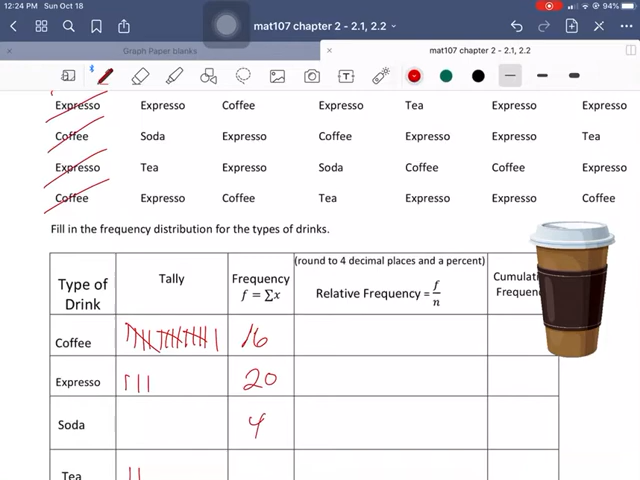 12:24 PM Sun Oct 18
94%
mat107 chapter 2 - 2.1, 2.2
Graph Paper blanks
mat107 chapter 2 - 2.1, 2.2
Expresso Expresso Coffee Expresso Tea Expresso Expresso
Coffee Soda Expresso Coffee Expresso Expresso Tea
Expresso Tea Expresso Soda Coffee Coffee Expresso
Coffee Expresso Coffee Tea Expresso Expresso Coffee
Fill in the frequency distribution for the types of drinks.
Type of Drink Tally Frequency f = ∑x (round to 4 decimal places and a percent) Relative Frequency = f/n Frequenc
Coffee 16
Expresso 20
Soda 4
Tea